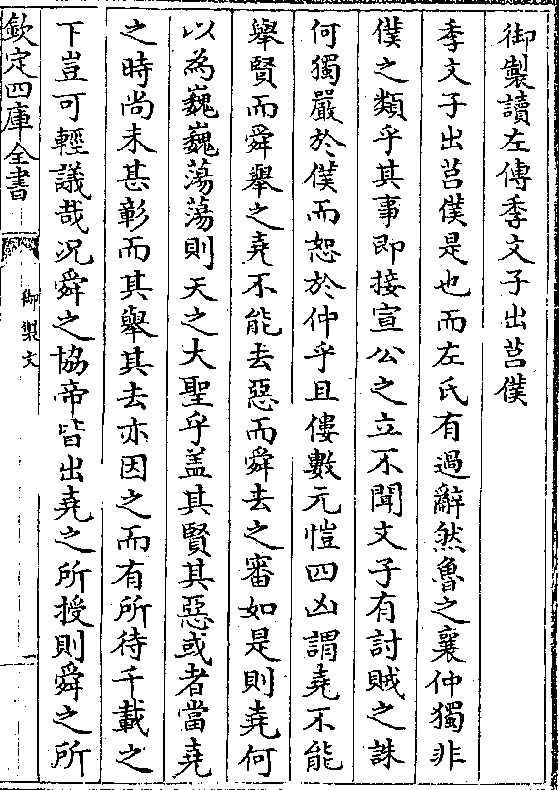 御製讀左傳季文子出莒僕
季文子出莒僕是也而左氏有過辭然魯之襄仲獨非
僕之類乎其事即接宣公之立不聞文子有討賊之誅
何獨嚴於僕而恕於仲乎且僂數元愷四凶謂堯不能
舉賢而舜舉之堯不能去惡而舜去之審如是則堯何
以為巍巍蕩蕩則天之大聖乎盖其賢其惡或者當堯
之時尚未甚彰而其舉其去亦因之而有所待千載之
下豈可輕議哉况舜之協帝皆出堯之所授則舜之所
欽定四庫全書
御製文
一